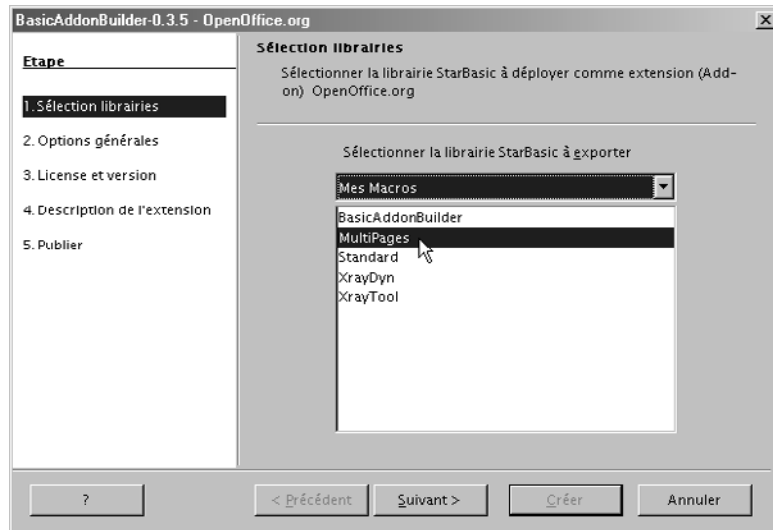 BasicAddonBuilder-0.3.5 - OpenOffice.org
Etape
1. Sélection librairies
2. Options générales
3. License et version
4. Description de l'extension
5. Publier
Sélection librairies
Sélectionner la librairie StarBasic à déployer comme extension (Add-
on) OpenOffice.org
Sélectionner la librairie StarBasic à exporter
Mes Macros
BasicAddonBuilder
MultiPages
Standard
XrayDyn
XrayTool
?
< Précédent
Suivant >
Créer
Annuler